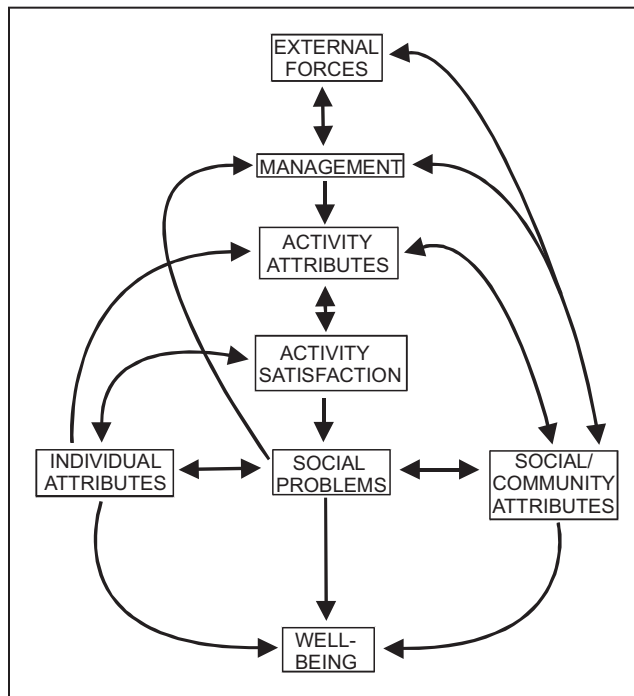 EXTERNAL
FORCES
MANAGEMENT
ACTIVITY
ATTRIBUTES
ACTIVITY
SATISFACTION
INDIVIDUAL
ATTRIBUTES
SOCIAL
PROBLEMS
SOCIAL/
COMMUNITY
ATTRIBUTES
WELL-
BEING